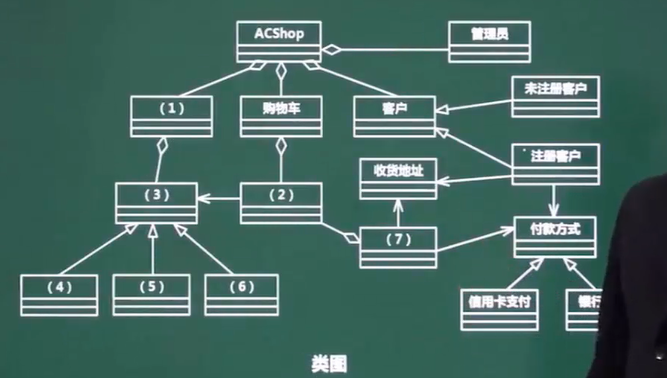 ACShop
管理员
(1)
购物车
客户
未注册客户
收货地址
注册客户
(3)
(2)
(7)
付款方式
(4)
(5)
(6)
信用卡支付
银行
类图